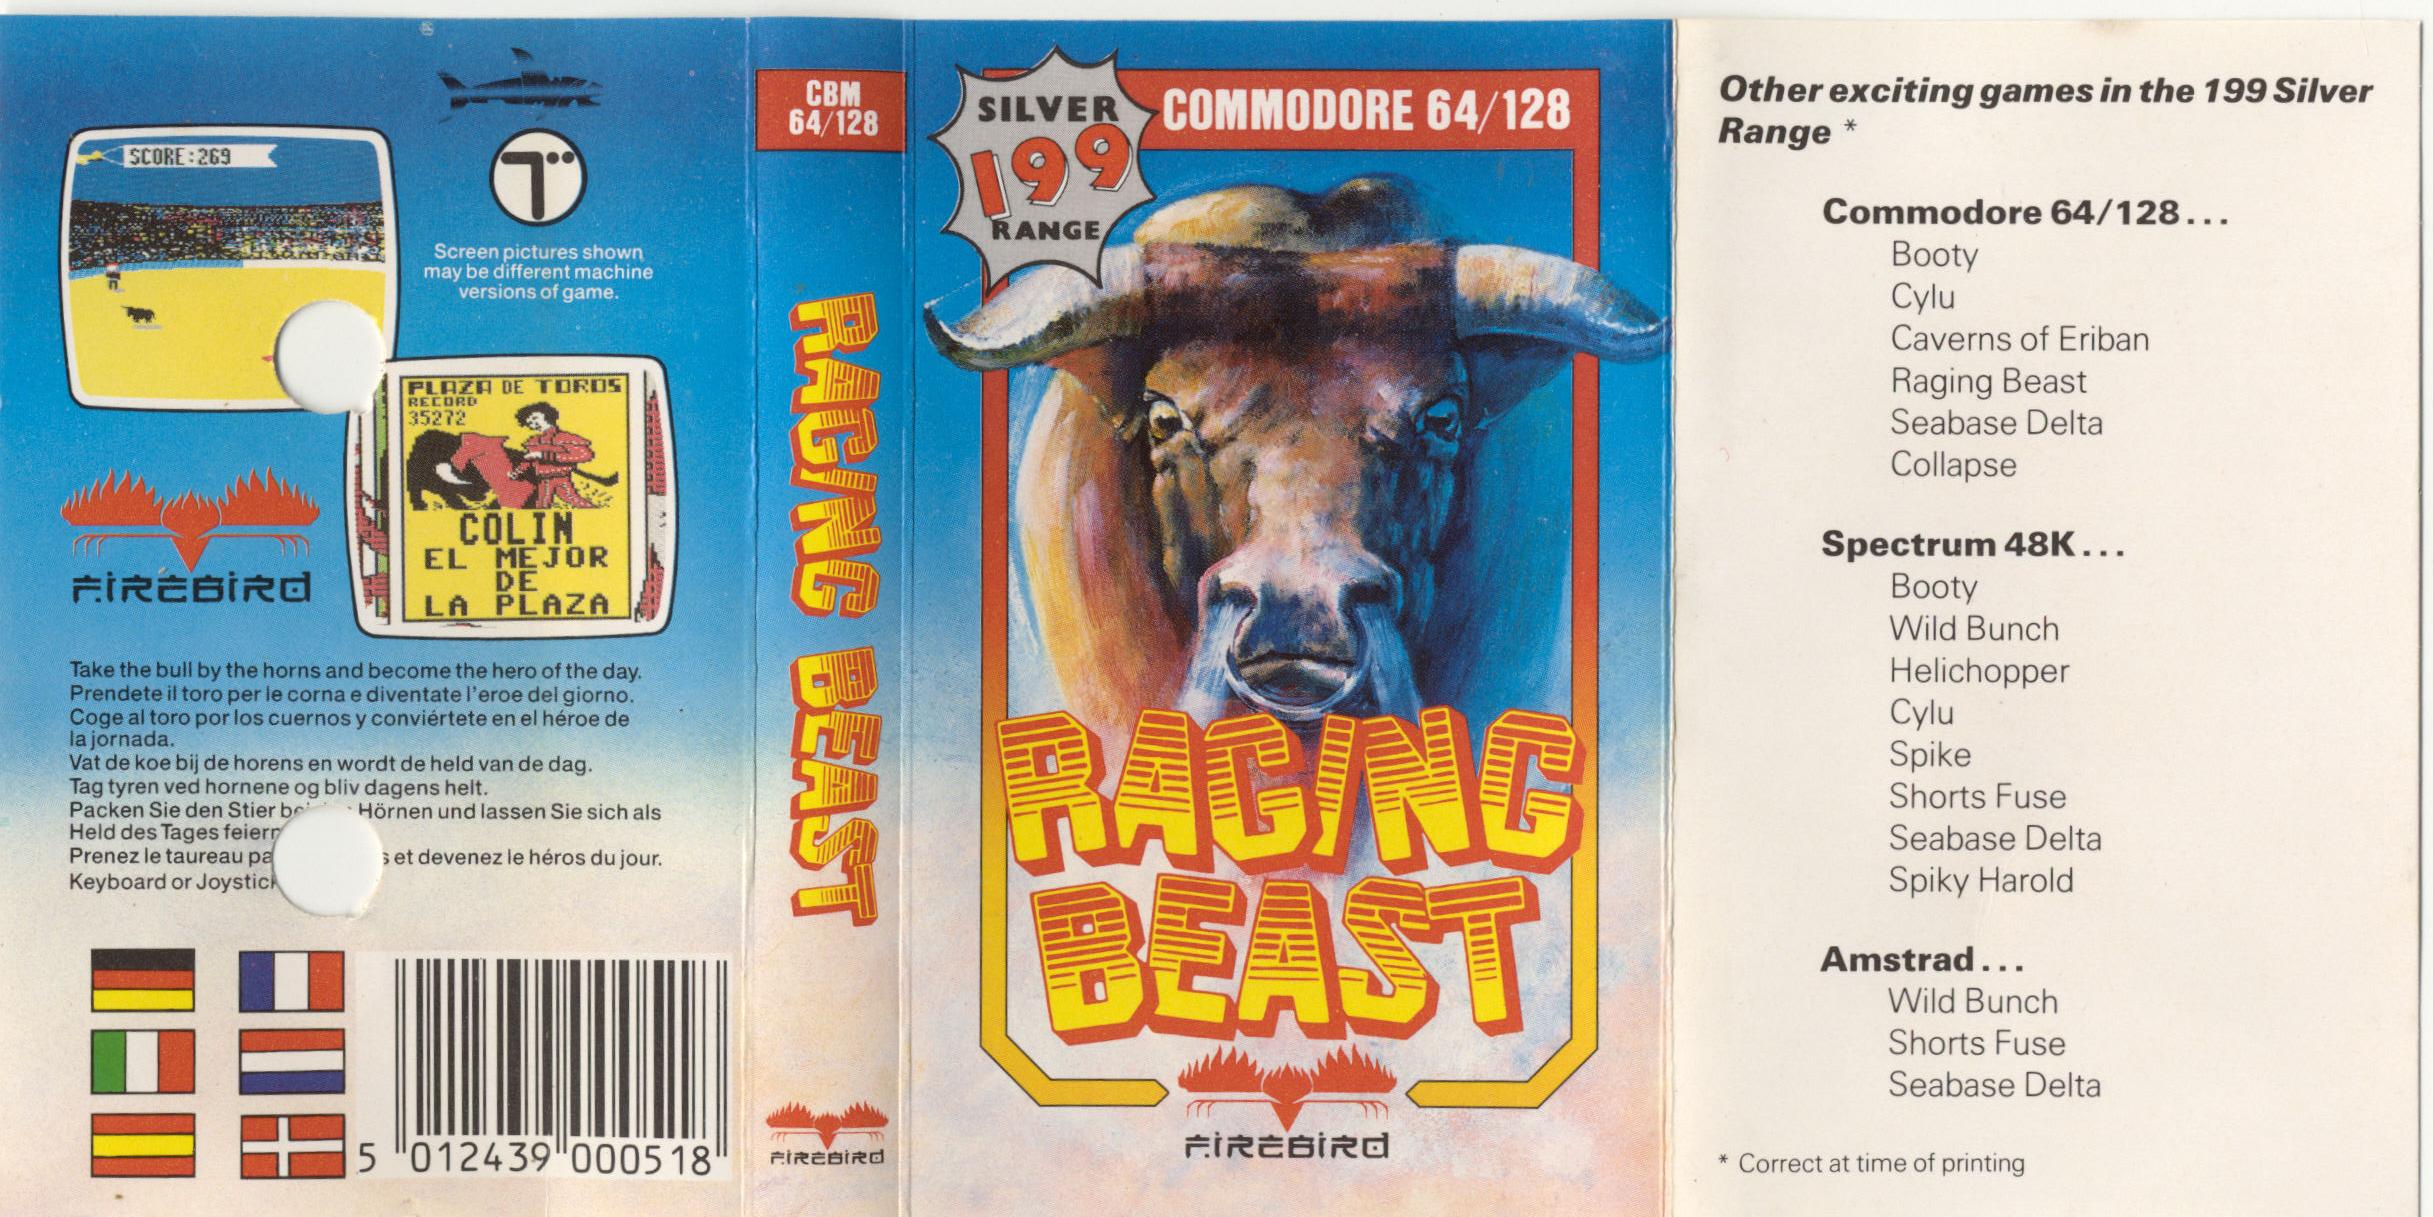 SCORE:269
T
Screen pictures shown
may be different machine
versions of game.
PLAZA DE TOROS
RECORD
35272
COLIN
EL MEJOR
DE
LA PLAZA
FIREBIRD
Take the bull by the horns and become the hero of the day.
Prendete il toro per le corna e diventate l'eroe del giorno.
Coge al toro por los cuernos y conviértete en el héroe de
la jornada.
Vat de koe bij de horens en wordt de held van de dag.
Tag tyren ved hornene og bliv dagens helt.
Packen Sie den Stier Hörnen und lassen Sie sich als
Held des Tages feiern
Prenez le taureau et devenez le héros du jour.
Keyboard or Joystick
5 012439 000518
CBM
64/128
RAGING BEAST
FIREBIRD
SILVER
199
RANGE
COMMODORE 64/128
RAGING
BEAST
FIREBIRD
Other exciting games in the 199 Silver
Range *
Commodore 64/128...
Booty
Cylu
Caverns of Eriban
Raging Beast
Seabase Delta
Collapse
Spectrum 48K...
Booty
Wild Bunch
Helichopper
Cylu
Spike
Shorts Fuse
Seabase Delta
Spiky Harold
Amstrad...
Wild Bunch
Shorts Fuse
Seabase Delta
* Correct at time of printing